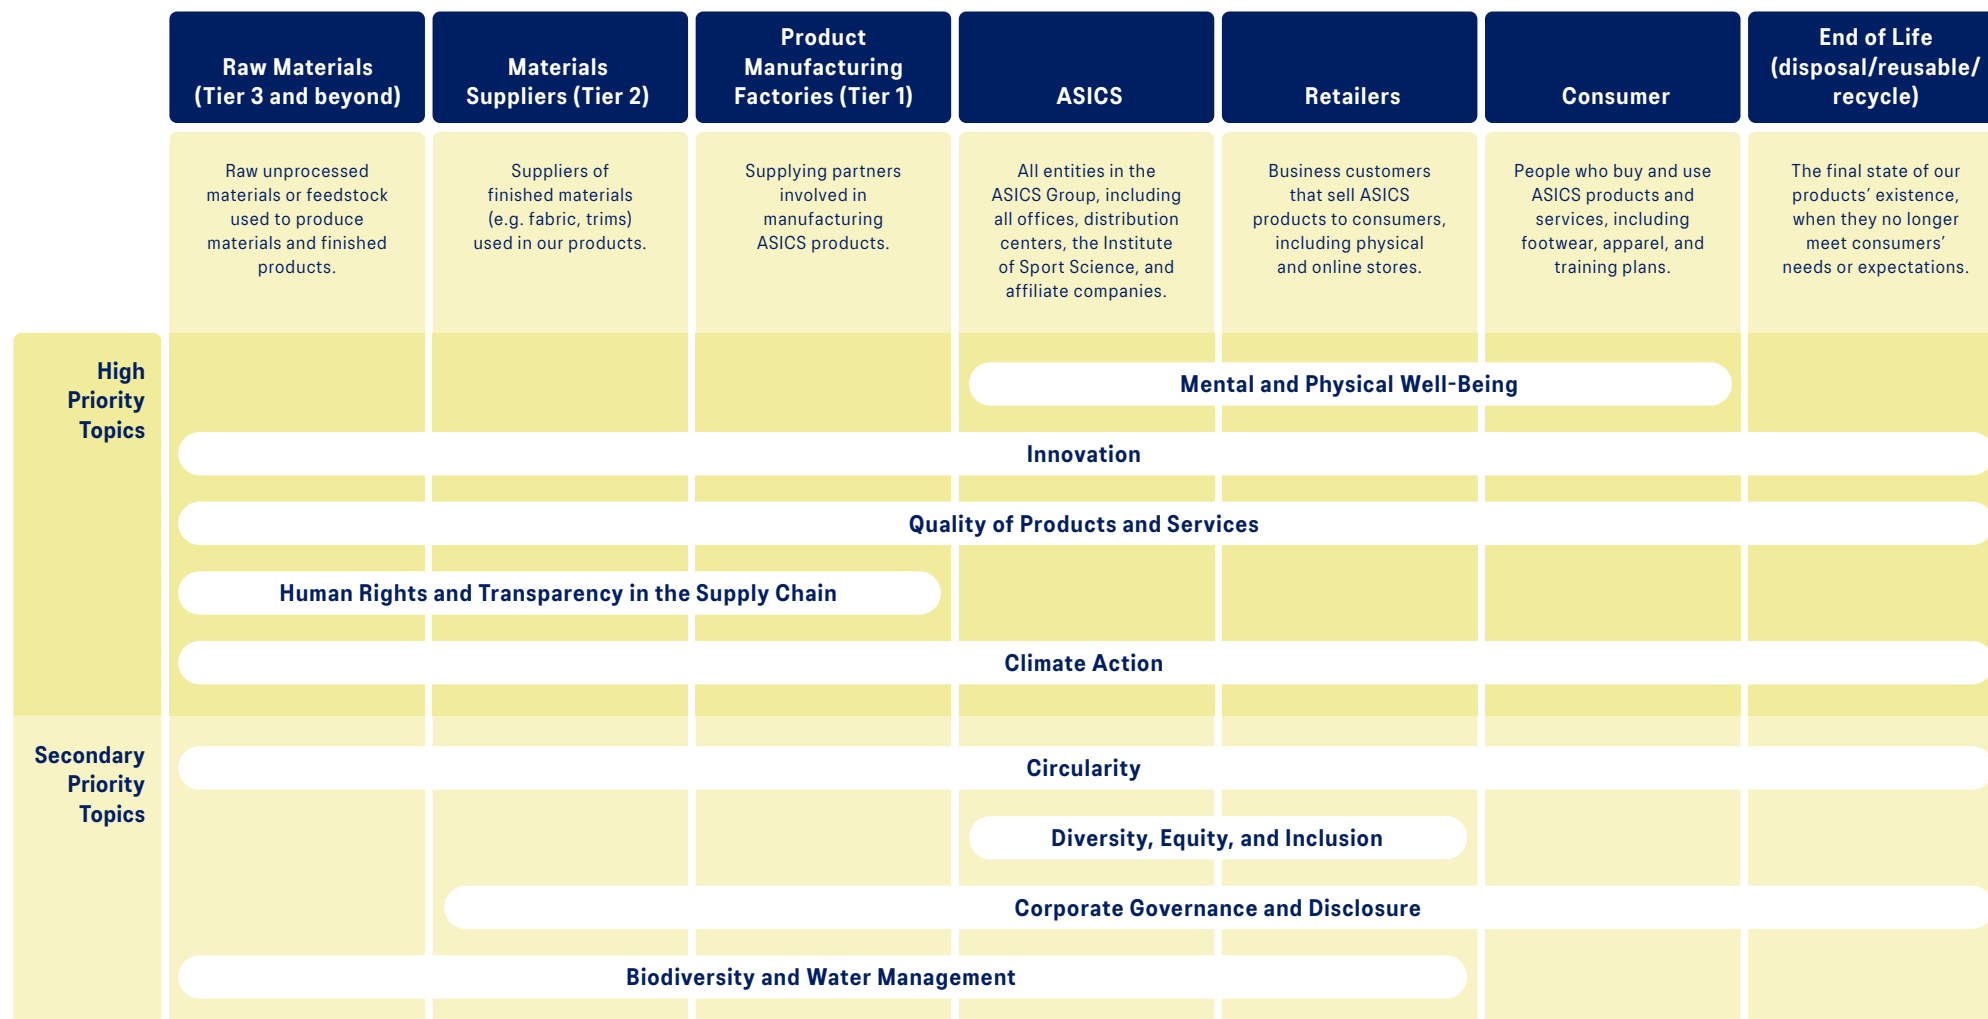 Raw Materials
(Tier 3 and beyond)
Materials
Suppliers (Tier 2)
Product
Manufacturing
Factories (Tier 1)
ASICS
Retailers
Consumer
End of Life
(disposal/reusable/
recycle)
Raw unprocessed
materials or feedstock
used to produce
materials and finished
products.
Suppliers of
finished materials
(e.g. fabric, trims)
used in our products.
Supplying partners
involved in
manufacturing
ASICS products.
All entities in the
ASICS Group, including
all offices, distribution
centers, the Institute
of Sport Science, and
affiliate companies.
Business customers
that sell ASICS
products to consumers,
including physical
and online stores.
People who buy and use
ASICS products and
services, including
footwear, apparel, and
training plans.
The final state of our
products’ existence,
when they no longer
meet consumers’
needs or expectations.
High
Priority
Topics
Mental and Physical Well-Being
Innovation
Quality of Products and Services
Human Rights and Transparency in the Supply Chain
Climate Action
Secondary
Priority
Topics
Circularity
Diversity, Equity, and Inclusion
Corporate Governance and Disclosure
Biodiversity and Water Management